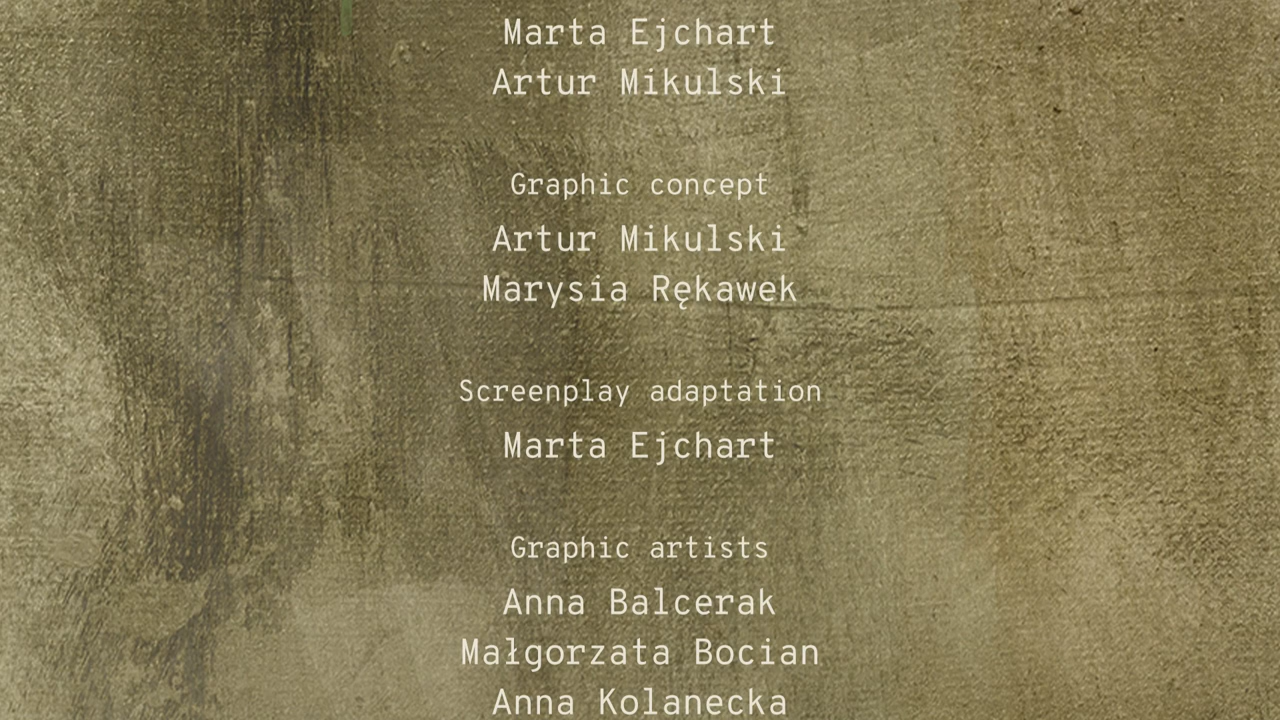 Marta Ejchart
Artur Mikulski
Graphic concept
Artur Mikulski
Marysia Rękawek
Screenplay adaptation
Marta Ejchart
Graphic artists
Anna Balcerak
Małgorzata Bocian
Anna Kolanecka